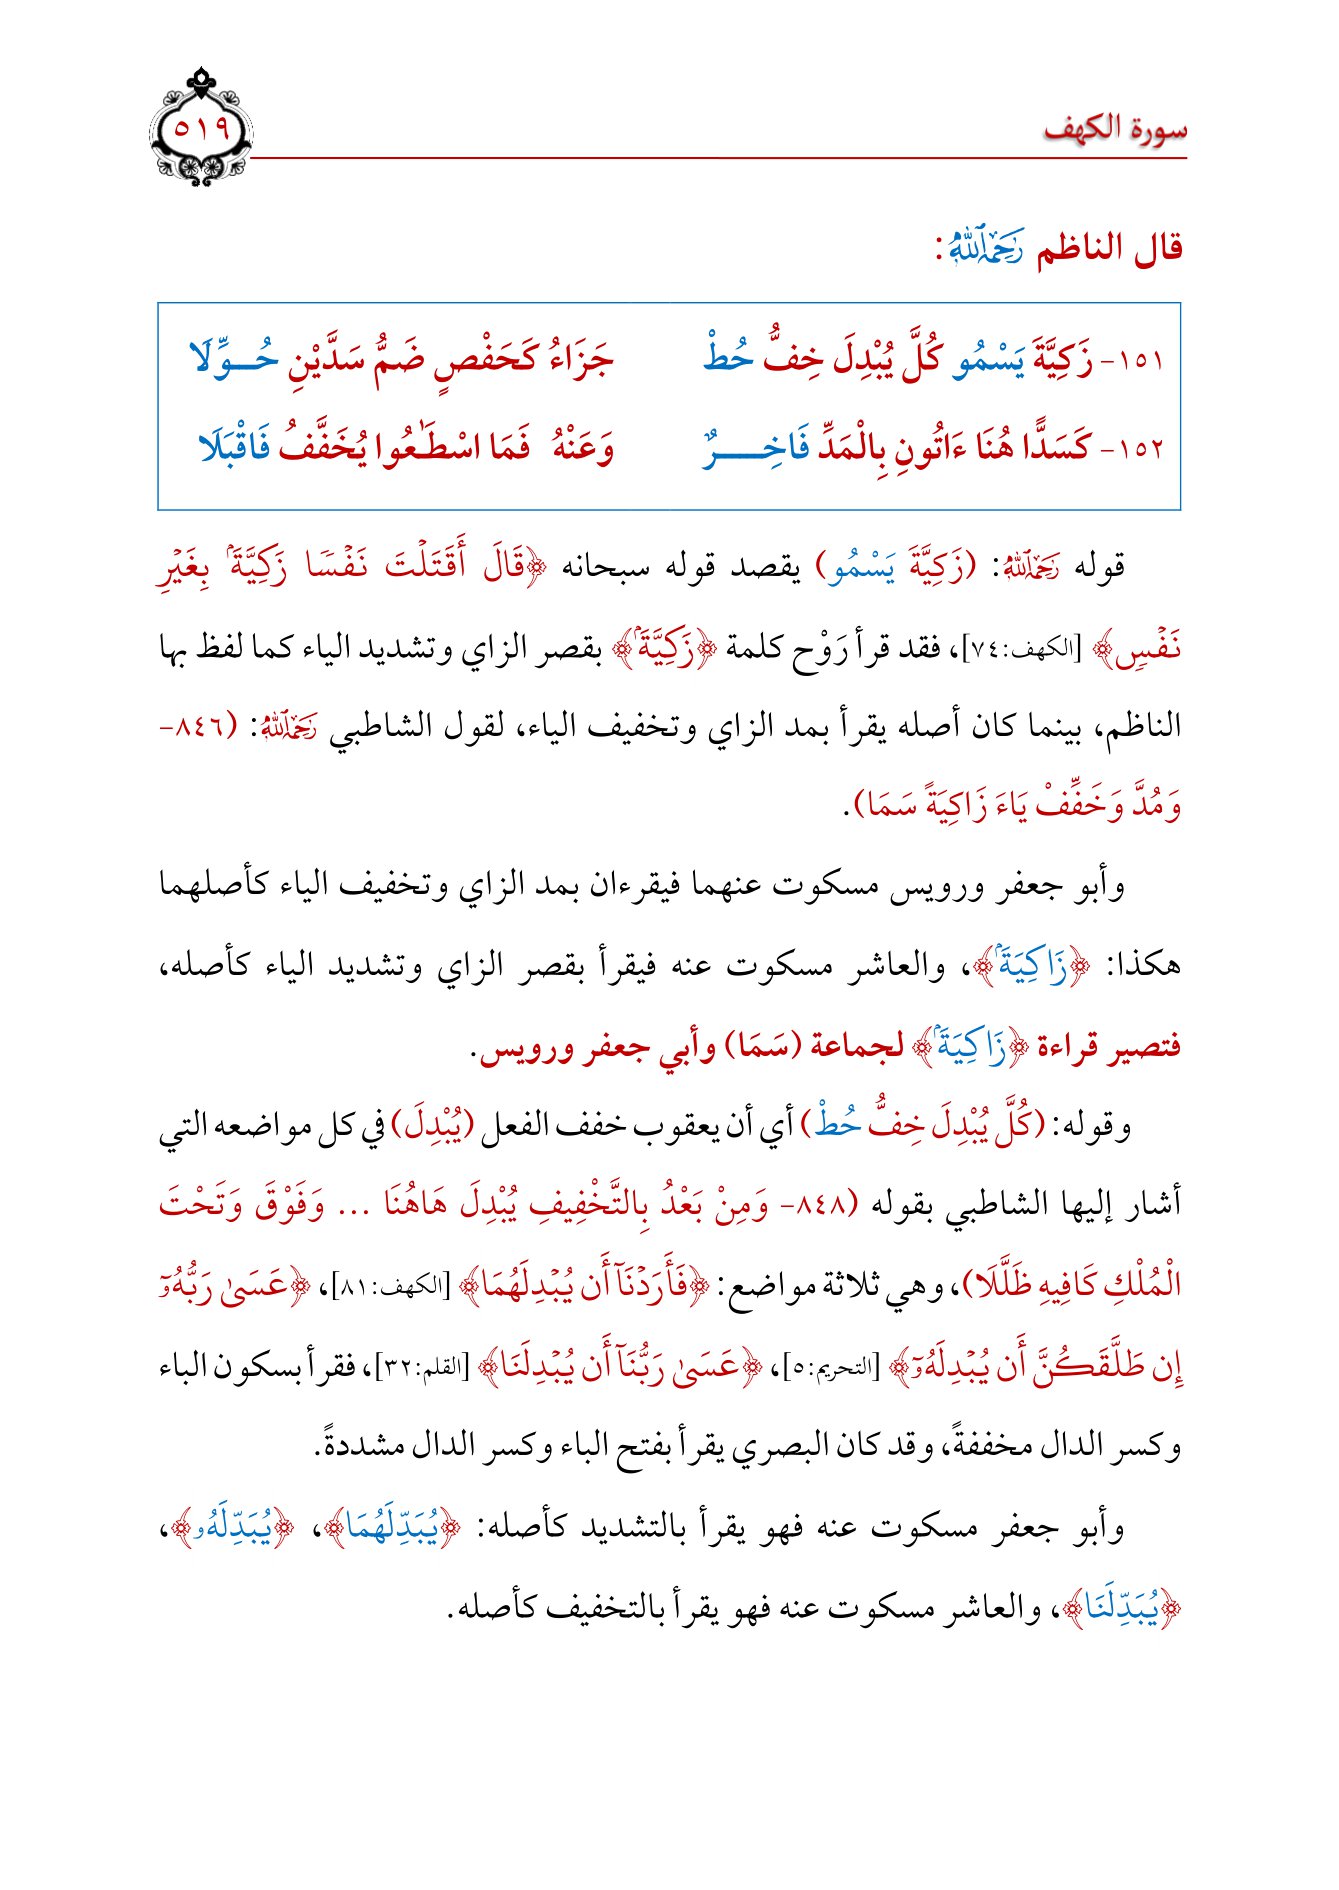 سورة الكهف
٥١٩
قال الناظم رَحِمَهُ ٱللَّهُ:
١٥١- زَكِيَّةَ يَسْمُو كُلَّ يُبْدِلَ خِفُّ حُطْ جَزَاءُ كَحَفْصٍ ضَمُّ سَدَّيْنِ حُـوِّلَا
١٥٢- كَسَدًّا هُنَا ءَاتُونِ بِالْمَدِّ فَاخِـرٌ وَعَنْهُ فَمَا اسْطَٰعُوا يُخَفَّفُ فَاقْبَلَا
قوله رَحِمَهُ ٱللَّهُ: (زَكِيَّةَ يَسْمُو) يقصد قوله سبحانه ﴿قَالَ أَقَتَلْتَ نَفْسٗا زَكِيَّةَۢ بِغَيْرِ
نَفْسٖ﴾ [الكهف:٧٤]، فقد قرأ رَوْح كلمة ﴿زَكِيَّةَۢ﴾ بقصر الزاي وتشديد الياء كما لفظ بها
الناظم، بينما كان أصله يقرأ بمد الزاي وتخفيف الياء، لقول الشاطبي رَحِمَهُ ٱللَّهُ: (٨٤٦-
وَمُدَّ وَخَفِّفْ يَاءَ زَاكِيَةً سَمَا).
وأبو جعفر ورويس مسكوت عنهما فيقرءان بمد الزاي وتخفيف الياء كأصلهما
هكذا: ﴿زَاكِيَةَۢ﴾، والعاشر مسكوت عنه فيقرأ بقصر الزاي وتشديد الياء كأصله،
فتصير قراءة ﴿زَاكِيَةَۢ﴾ لجماعة (سَمَا) وأبي جعفر ورويس.
وقوله: (كُلَّ يُبْدِلَ خِفُّ حُطْ) أي أن يعقوب خفف الفعل (يُبْدِلَ) في كل مواضعه التي
أشار إليها الشاطبي بقوله (٨٤٨- وَمِنْ بَعْدُ بِالتَّخْفِيفِ يُبْدِلَ هَاهُنَا ... وَفَوْقَ وَتَحْتَ
الْمُلْكِ كَافِيهِ ظَلَّلَا)، وهي ثلاثة مواضع: ﴿فَأَرَدْنَآ أَن يُبْدِلَهُمَا﴾ [الكهف:٨١]، ﴿عَسَىٰ رَبُّهُۥٓ
إِن طَلَّقَكُنَّ أَن يُبْدِلَهُۥٓ﴾ [التحريم:٥]، ﴿عَسَىٰ رَبُّنَآ أَن يُبْدِلَنَا﴾ [القلم:٣٢]، فقرأ بسكون الباء
وكسر الدال مخففةً، وقد كان البصري يقرأ بفتح الباء وكسر الدال مشددةً.
وأبو جعفر مسكوت عنه فهو يقرأ بالتشديد كأصله: ﴿يُبَدِّلَهُمَا﴾، ﴿يُبَدِّلَهُۥ﴾،
﴿يُبَدِّلَنَا﴾، والعاشر مسكوت عنه فهو يقرأ بالتخفيف كأصله.